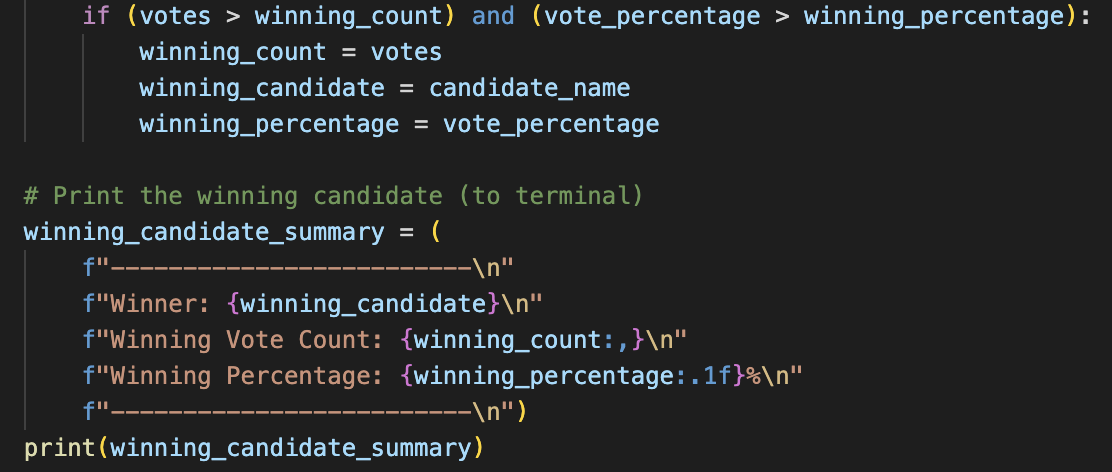 if (votes > winning_count) and (vote_percentage > winning_percentage):
winning_count = votes
winning_candidate = candidate_name
winning_percentage = vote_percentage
# Print the winning candidate (to terminal)
winning_candidate_summary = (
f"-------------------------\n"
f"Winner: {winning_candidate}\n"
f"Winning Vote Count: {winning_count:,}\n"
f"Winning Percentage: {winning_percentage:.1f}%\n"
f"-------------------------\n")
print(winning_candidate_summary)